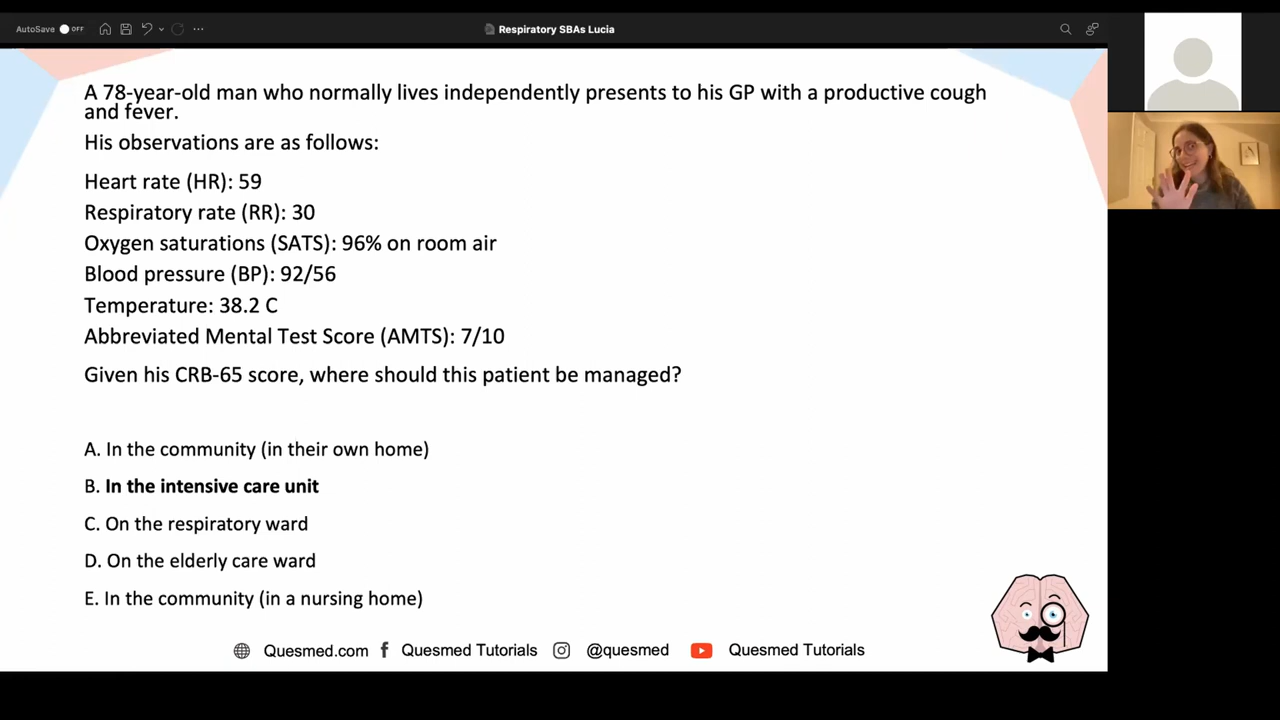 AutoSave OFF
Respiratory SBAs Lucia
A 78-year-old man who normally lives independently presents to his GP with a productive cough
and fever.
His observations are as follows:
Heart rate (HR): 59
Respiratory rate (RR): 30
Oxygen saturations (SATS): 96% on room air
Blood pressure (BP): 92/56
Temperature: 38.2 C
Abbreviated Mental Test Score (AMTS): 7/10
Given his CRB-65 score, where should this patient be managed?
A. In the community (in their own home)
B. In the intensive care unit
C. On the respiratory ward
D. On the elderly care ward
E. In the community (in a nursing home)
Quesmed.com Quesmed Tutorials @quesmed Quesmed Tutorials